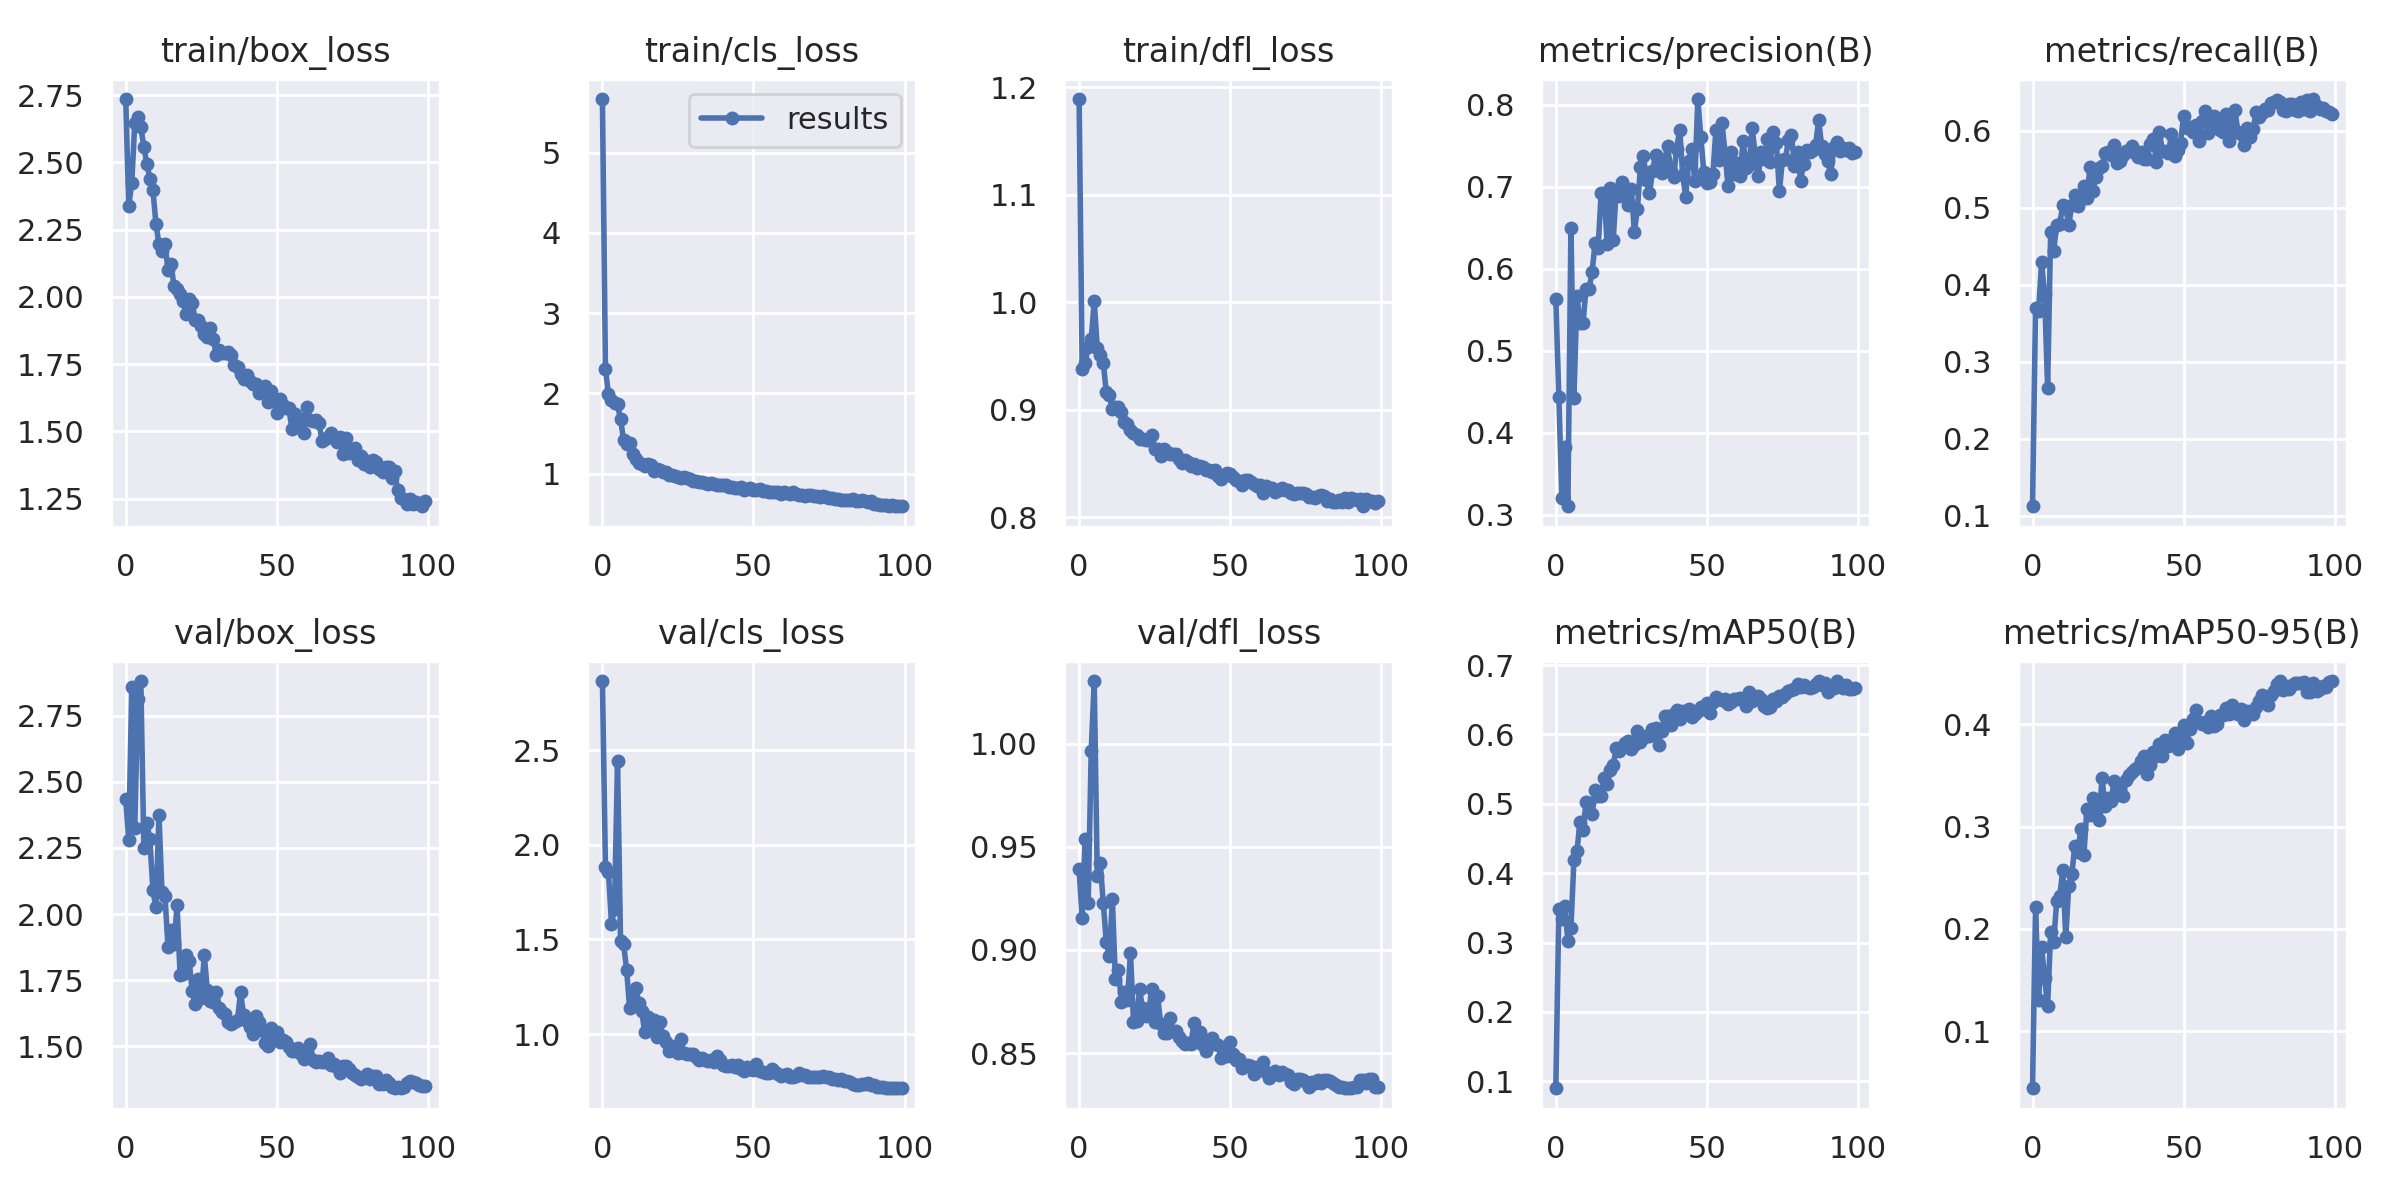 train/box_loss
train/cls_loss
train/dfl_loss
metrics/precision(B)
metrics/recall(B)
2.75
2.50
2.25
2.00
1.75
1.50
1.25
0 50 100
results
5
4
3
2
1
0 50 100
1.2
1.1
1.0
0.9
0.8
0 50 100
0.8
0.7
0.6
0.5
0.4
0.3
0 50 100
0.6
0.5
0.4
0.3
0.2
0.1
0 50 100
val/box_loss
val/cls_loss
val/dfl_loss
metrics/mAP50(B)
metrics/mAP50-95(B)
2.75
2.50
2.25
2.00
1.75
1.50
0 50 100
2.5
2.0
1.5
1.0
0 50 100
1.00
0.95
0.90
0.85
0 50 100
0.7
0.6
0.5
0.4
0.3
0.2
0.1
0 50 100
0.4
0.3
0.2
0.1
0 50 100